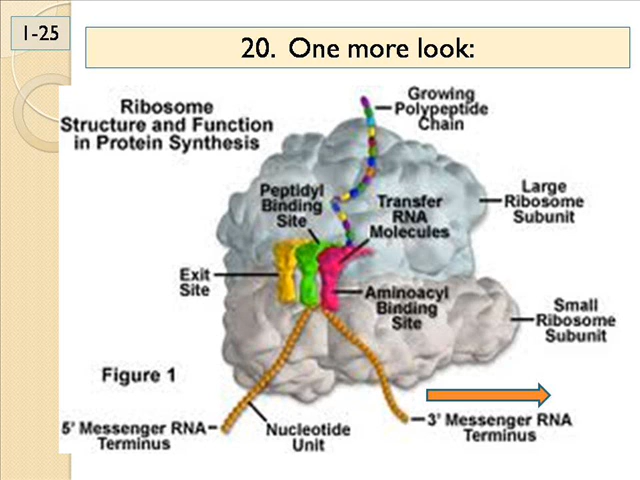 1-25
20. One more look:
Ribosome
Structure and Function
in Protein Synthesis
Growing
Polypeptide
Chain
Peptidyl
Binding
Site
Transfer
RNA
Molecules
Large
Ribosome
Subunit
Exit
Site
Aminoacyl
Binding
Site
Small
Ribosome
Subunit
Figure 1
5' Messenger RNA
Terminus
Nucleotide
Unit
3' Messenger RNA
Terminus